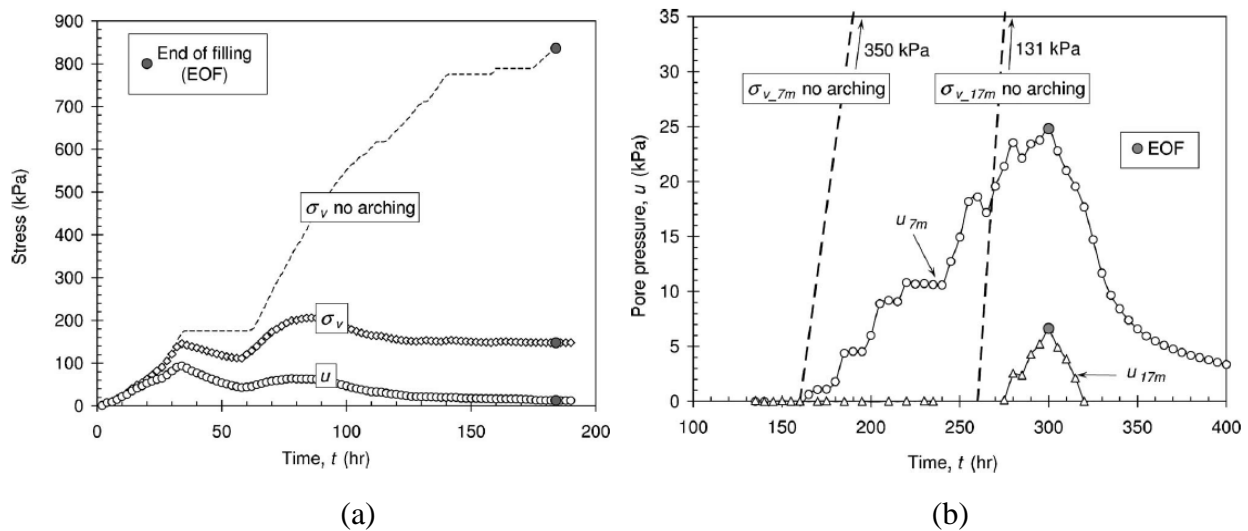 900
800
700
600
500
400
300
200
100
0
Stress (kPa)
End of filling
(EOF)
σv no arching
σv
u
0 50 100 150 200
Time, t (hr)
(a)
35
30
25
20
15
10
5
0
Pore pressure, u (kPa)
350 kPa
131 kPa
σv_7m no arching
σv_17m no arching
EOF
u7m
u17m
100 150 200 250 300 350 400
Time, t (hr)
(b)